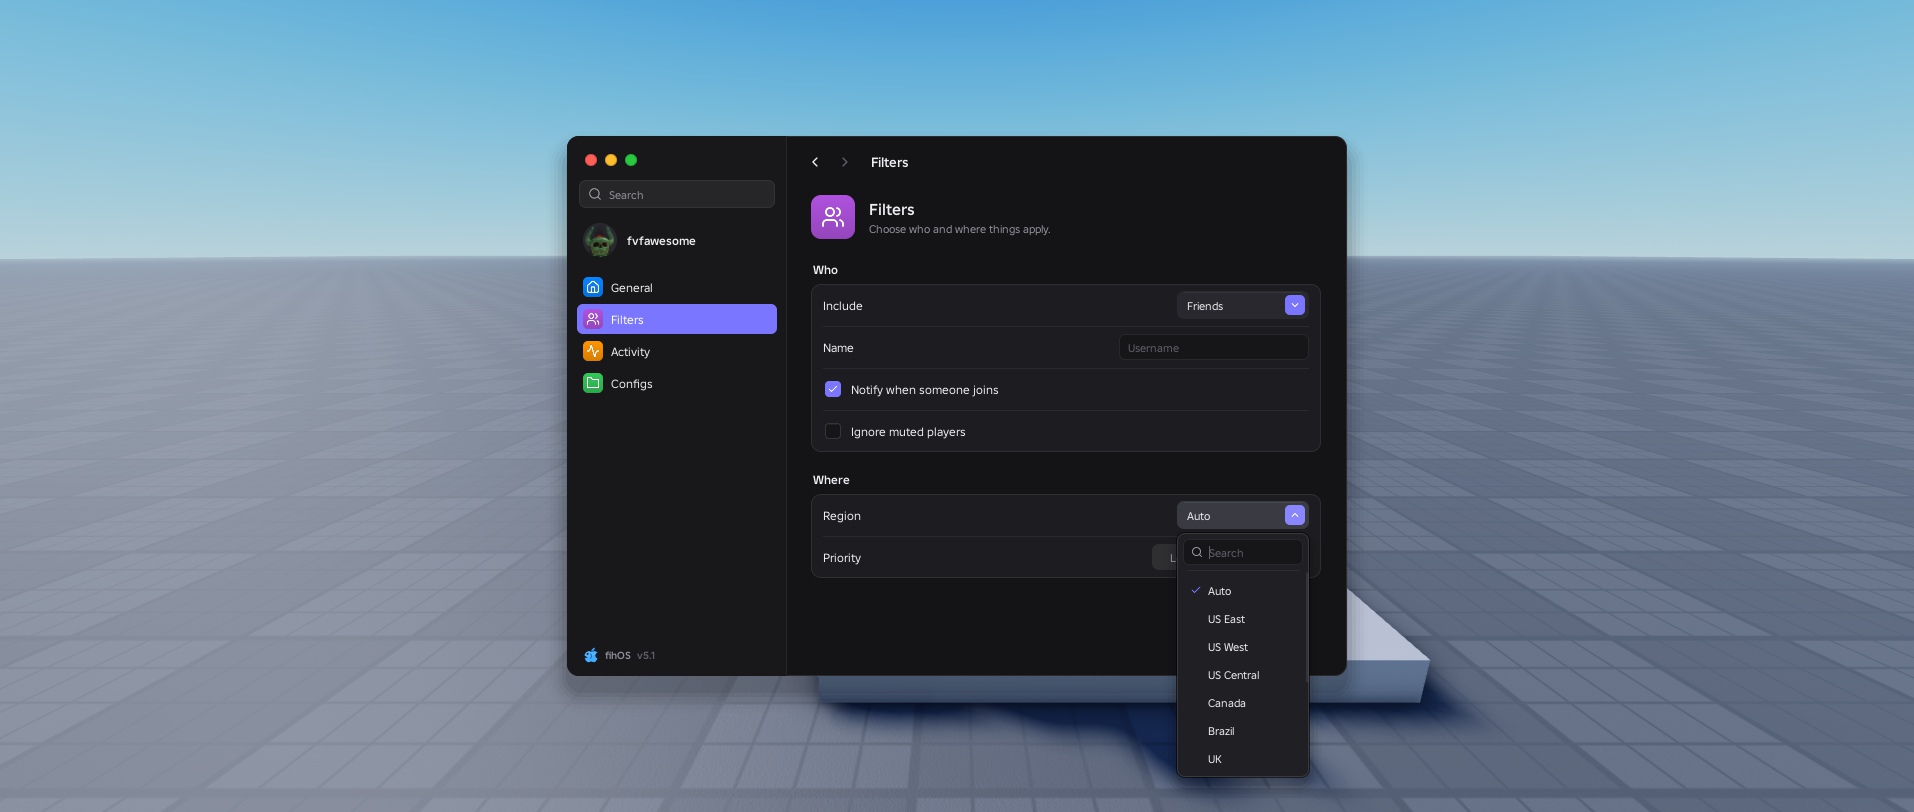 Search
fvfawesome
General
Filters
Activity
Configs
fihOS v5.1
Filters
Filters
Choose who and where things apply.
Who
Include
Friends
Name
Username
Notify when someone joins
Ignore muted players
Where
Region
Auto
Priority
Search
Auto
US East
US West
US Central
Canada
Brazil
UK